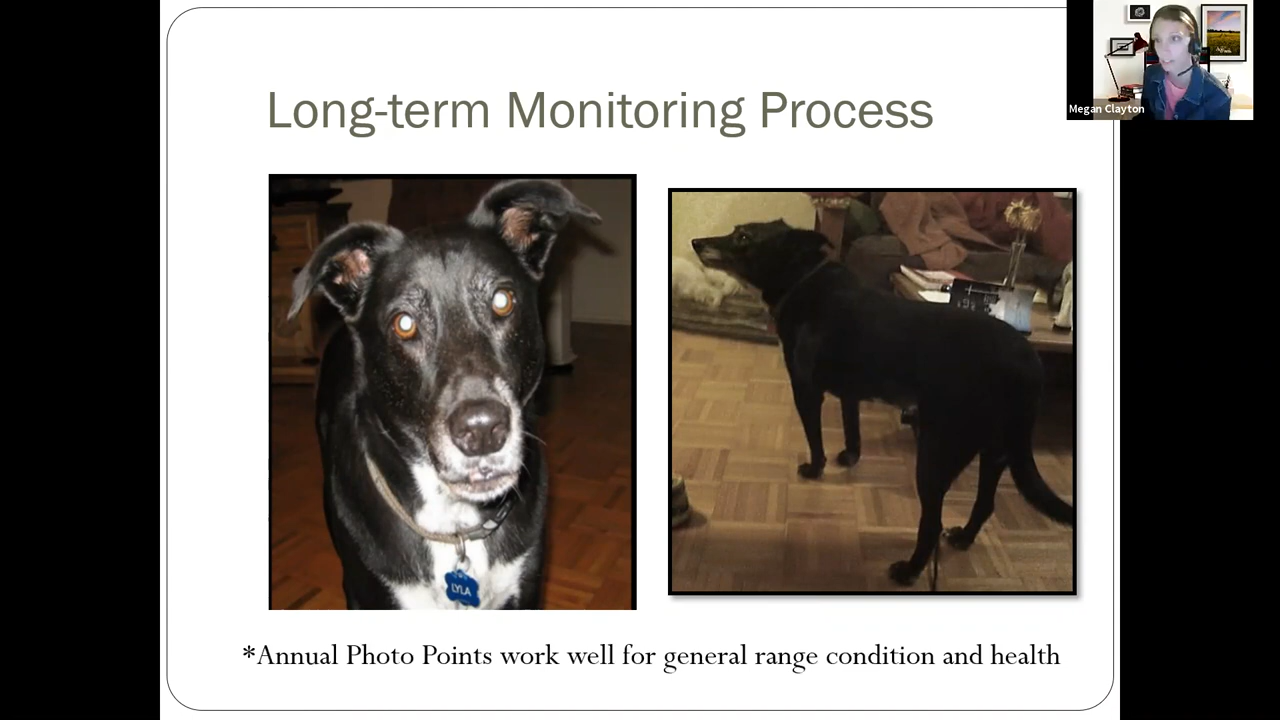 Long-term Monitoring Process
Megan Clayton
LYLA
*Annual Photo Points work well for general range condition and health